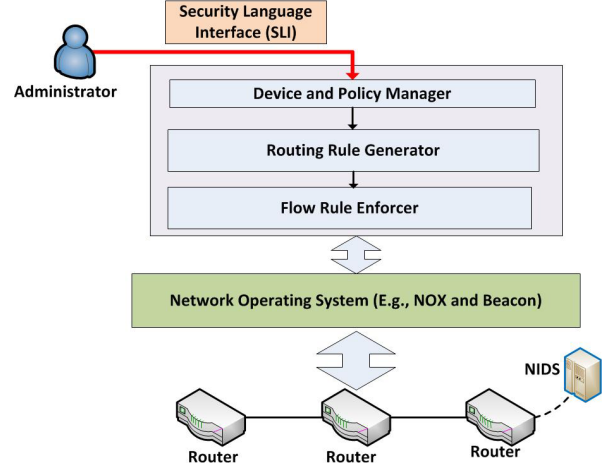 Security Language
Interface (SLI)
Administrator
Device and Policy Manager
Routing Rule Generator
Flow Rule Enforcer
Network Operating System (E.g., NOX and Beacon)
NIDS
Router
Router
Router